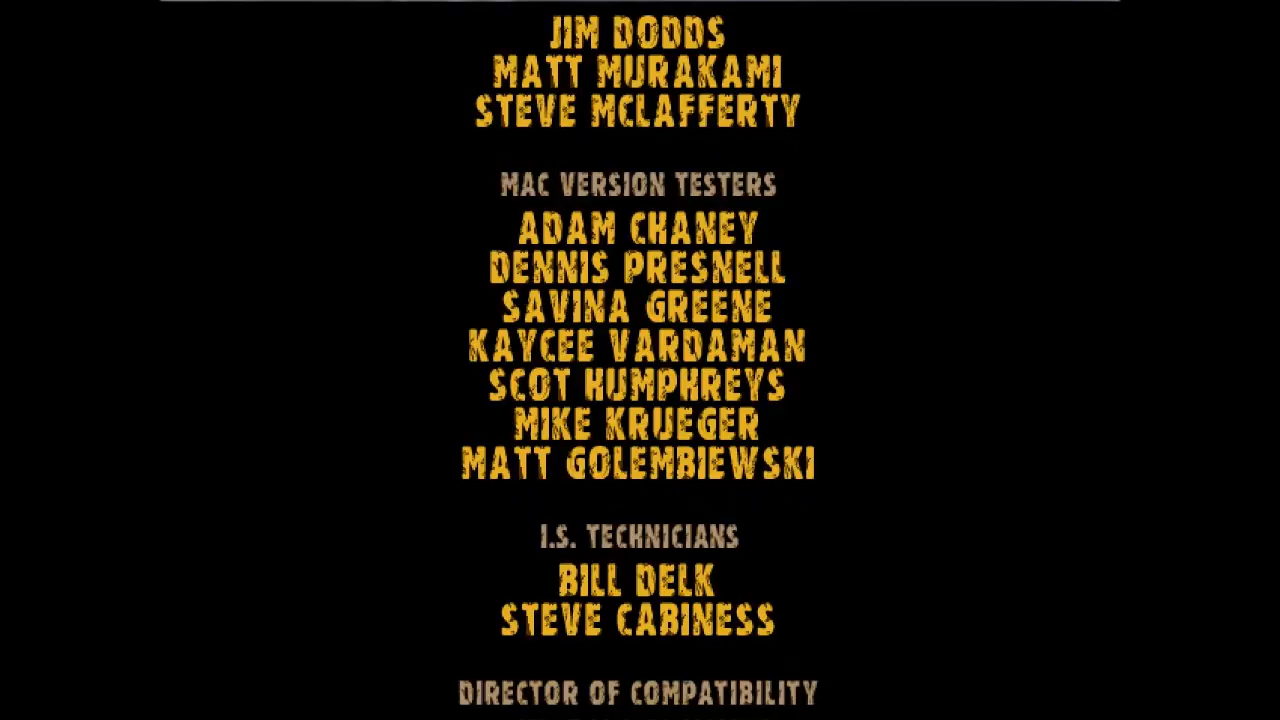 JIM DODDS
MATT MURAKAMI
STEVE MCLAFFERTY
MAC VERSION TESTERS
ADAM CHANEY
DENNIS PRESNELL
SAVINA GREENE
KAYCEE VARDAMAN
SCOT HUMPHREYS
MIKE KRUEGER
MATT GOLEMBIEWSKI
I.S. TECHNICIANS
BILL DELK
STEVE CABINESS
DIRECTOR OF COMPATIBILITY